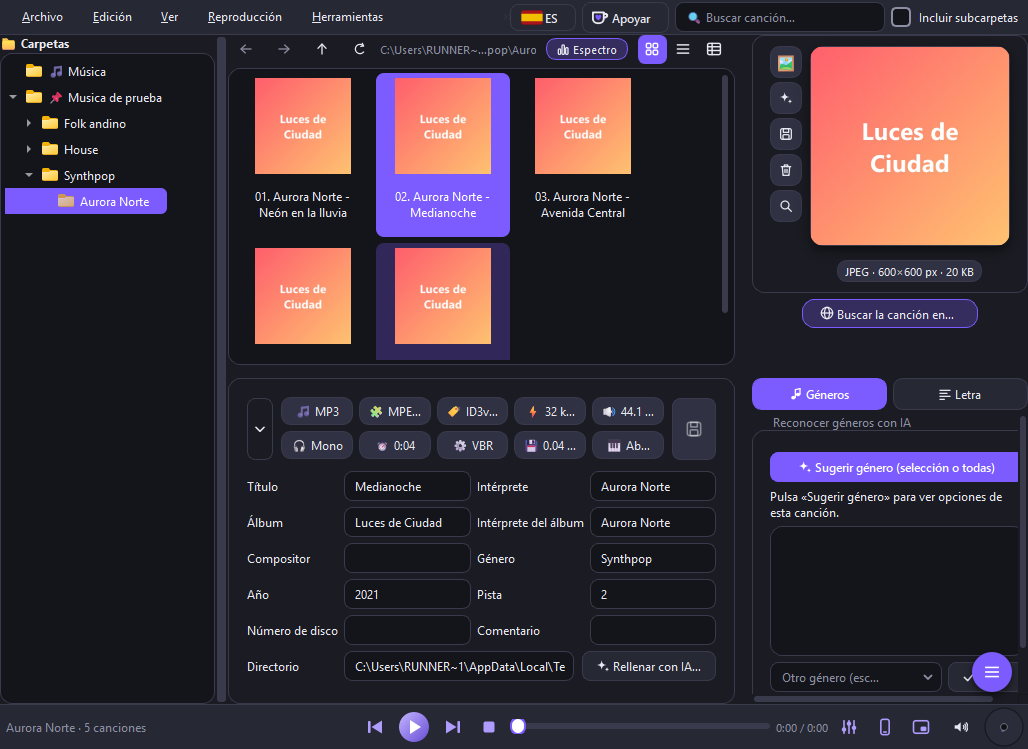 Archivo Edición Ver Reproducción Herramientas ES Apoyar Buscar canción... Incluir subcarpetas
Carpetas
Música
Musica de prueba
Folk andino
House
Synthpop
Aurora Norte
C:\Users\RUNNER~...pop\Auro Espectro
Luces de
Ciudad
01. Aurora Norte -
Neón en la lluvia
Luces de
Ciudad
02. Aurora Norte -
Medianoche
Luces de
Ciudad
03. Aurora Norte -
Avenida Central
Luces de
Ciudad
Luces de
Ciudad
MP3 MPE... ID3v... 32 k... 44.1 ...
Mono 0:04 VBR 0.04 ... Ab...
Título Medianoche Intérprete Aurora Norte
Álbum Luces de Ciudad Intérprete del álbum Aurora Norte
Compositor Género Synthpop
Año 2021 Pista 2
Número de disco Comentario
Directorio C:\Users\RUNNER~1\AppData\Local\Te Rellenar con IA...
Luces de
Ciudad
JPEG · 600×600 px · 20 KB
Buscar la canción en...
Géneros Letra
Reconocer géneros con IA
Sugerir género (selección o todas)
Pulsa «Sugerir género» para ver opciones de
esta canción.
Otro género (esc...
Aurora Norte · 5 canciones 0:00 / 0:00